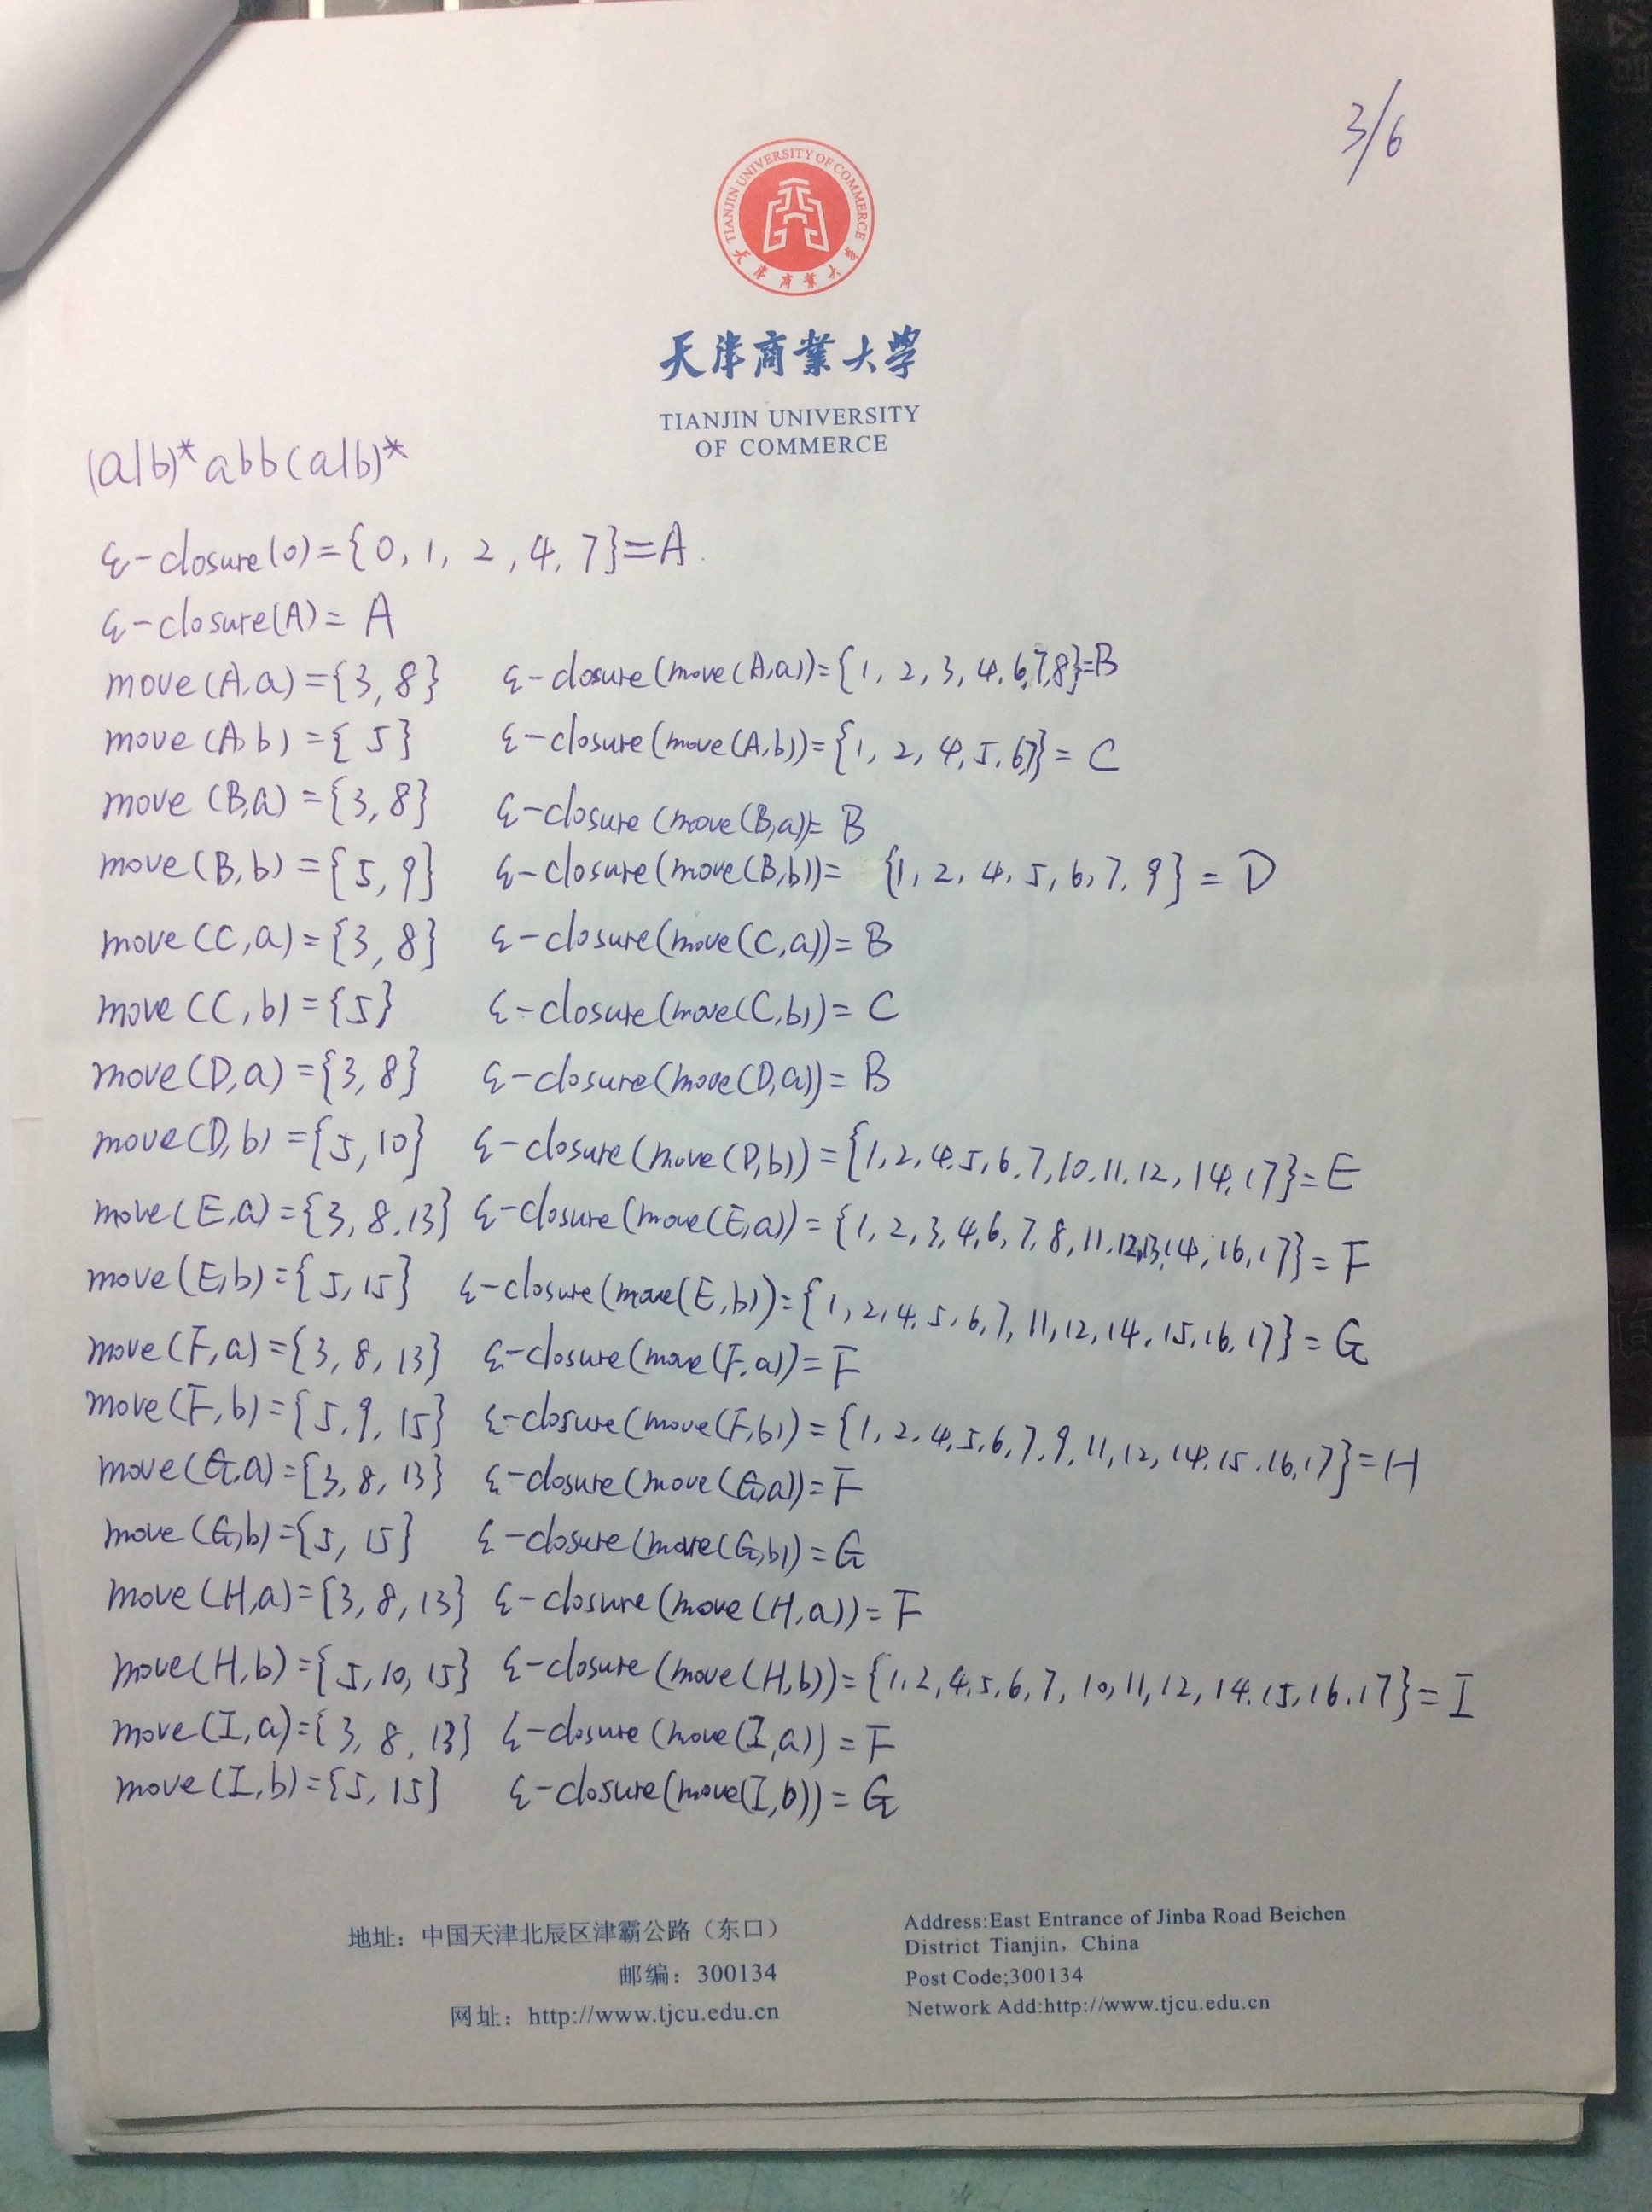 3/6
TIANJIN UNIVERSITY OF COMMERCE
天津商業大学
天津商業大學
TIANJIN UNIVERSITY
OF COMMERCE
(a|b)*abb(a|b)*
ε-closure(0)={0, 1, 2, 4, 7}=A.
ε-closure(A)= A
move(A,a)={3, 8} ε-closure(move(A,a))={1, 2, 3, 4, 6,7,8}=B
move(A,b)={5} ε-closure(move(A,b))={1, 2, 4, 5, 6,7}= C
move(B,a)={3, 8} ε-closure(move(B,a)= B
move(B,b)={5, 9} ε-closure(move(B,b))= {1, 2, 4, 5, 6, 7, 9} = D
move(C,a)={3, 8} ε-closure(move(C,a))= B
move(C,b)={5} ε-closure(move(C,b))= C
move(D,a)={3, 8} ε-closure(move(D,a))= B
move(D,b)={5, 10} ε-closure(move(D,b))={1, 2, 4, 5, 6, 7, 10, 11, 12, 14, 17}= E
move(E,a)={3, 8, 13} ε-closure(move(E,a))={1, 2, 3, 4, 6, 7, 8, 11, 12, 13, 14, 16, 17}= F
move(E,b)={5, 15} ε-closure(move(E,b))={1, 2, 4, 5, 6, 7, 11, 12, 14, 15, 16, 17}= G
move(F,a)={3, 8, 13} ε-closure(move(F,a))= F
move(F,b)={5, 9, 15} ε-closure(move(F,b))={1, 2, 4, 5, 6, 7, 9, 11, 12, 14, 15, 16, 17}= H
move(G,a)={3, 8, 13} ε-closure(move(G,a))= F
move(G,b)={5, 15} ε-closure(move(G,b))= G
move(H,a)={3, 8, 13} ε-closure(move(H,a))= F
move(H,b)={5, 10, 15} ε-closure(move(H,b))={1, 2, 4, 5, 6, 7, 10, 11, 12, 14, 15, 16, 17}= I
move(I,a)={3, 8, 13} ε-closure(move(I,a))= F
move(I,b)={5, 15} ε-closure(move(I,b))= G
地址：中国天津北辰区津霸公路（东口）
邮编：300134
网址：http://www.tjcu.edu.cn
Address:East Entrance of Jinba Road Beichen
District Tianjin, China
Post Code;300134
Network Add:http://www.tjcu.edu.cn